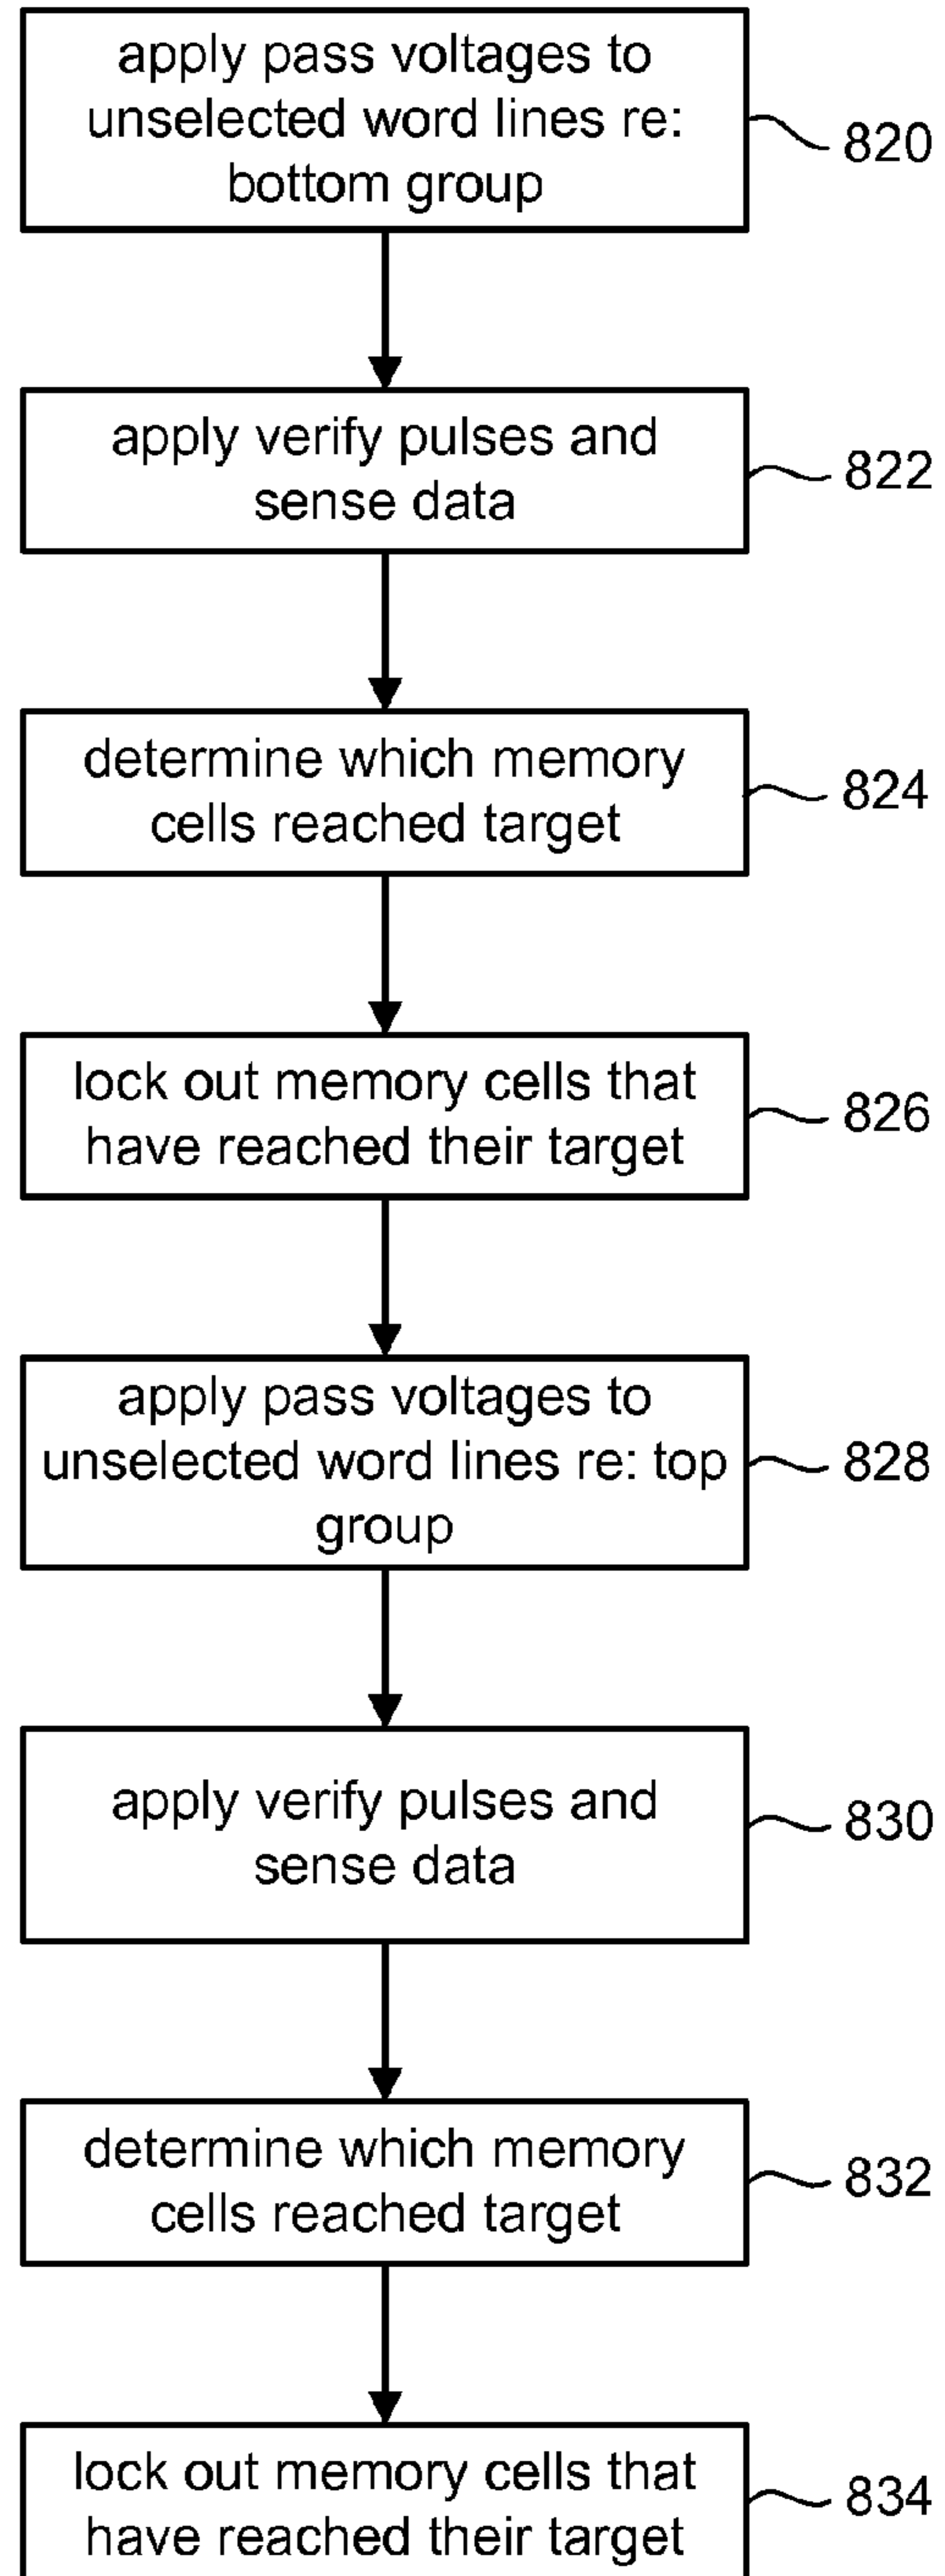 apply pass voltages to
unselected word lines re:
bottom group
820
apply verify pulses and
sense data
822
determine which memory
cells reached target
824
lock out memory cells that
have reached their target
826
apply pass voltages to
unselected word lines re: top
group
828
apply verify pulses and
sense data
830
determine which memory
cells reached target
832
lock out memory cells that
have reached their target
834